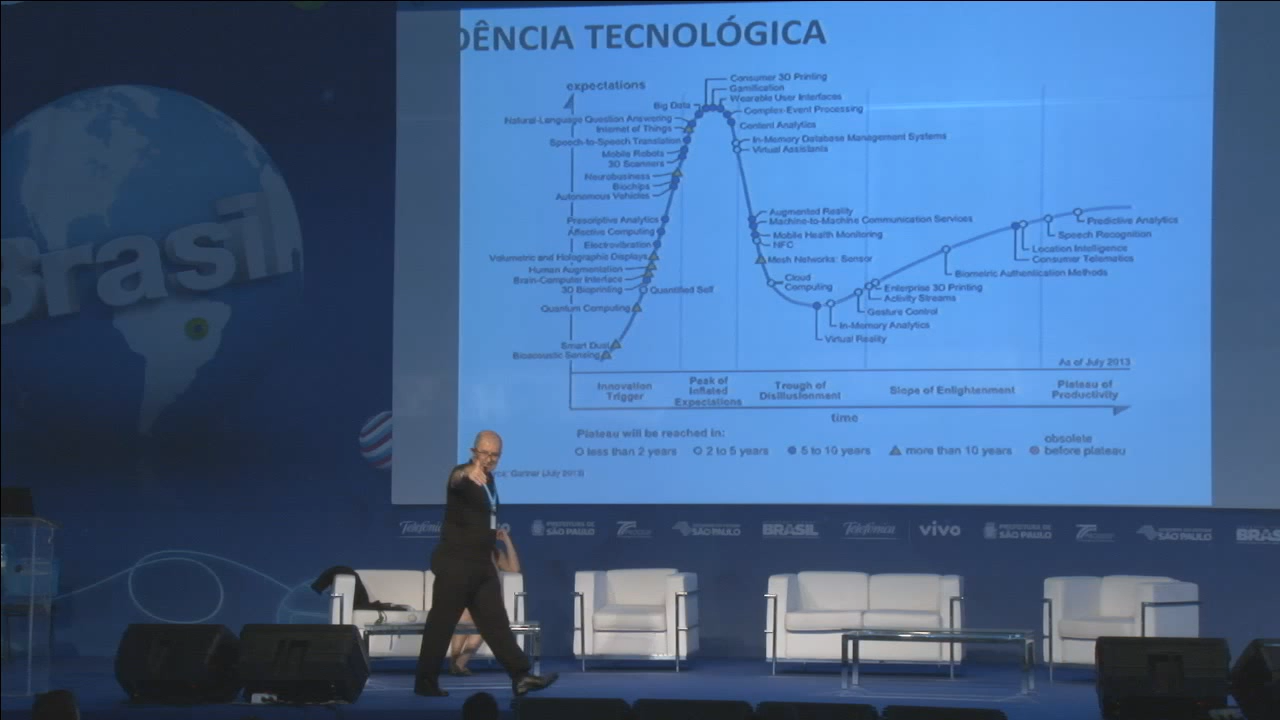 DÊNCIA TECNOLÓGICA
expectations
Consumer 3D Printing
Gamification
Wearable User Interfaces
Big Data
Complex-Event Processing
Natural-Language Question Answering
Content Analytics
Internet of Things
In-Memory Database Management Systems
Speech-to-Speech Translation
Virtual Assistants
Mobile Robots
3D Scanners
Neurobusiness
Biochips
Autonomous Vehicles
Augmented Reality
Prescriptive Analytics
Machine-to-Machine Communication Services
Predictive Analytics
Affective Computing
Mobile Health Monitoring
Speech Recognition
Electrovibration
NFC
Location Intelligence
Volumetric and Holographic Displays
Mesh Networks: Sensor
Consumer Telematics
Human Augmentation
Biometric Authentication Methods
Brain-Computer Interface
Cloud
Computing
3D Bioprinting
Quantified Self
Enterprise 3D Printing
Activity Streams
Quantum Computing
Gesture Control
In-Memory Analytics
Virtual Reality
Smart Dust
Bioacoustic Sensing
As of July 2013
Innovation
Trigger
Peak of
Inflated
Expectations
Trough of
Disillusionment
Slope of Enlightenment
Plateau of
Productivity
time
Plateau will be reached in:
less than 2 years
2 to 5 years
5 to 10 years
more than 10 years
obsolete
before plateau
Gartner (July 2013)
Brasil
Telefónica
PREFEITURA DE
SÃO PAULO
SÃO PAULO
BRASIL
Telefónica
vivo
PREFEITURA DE
SÃO PAULO
SÃO PAULO
BRAS